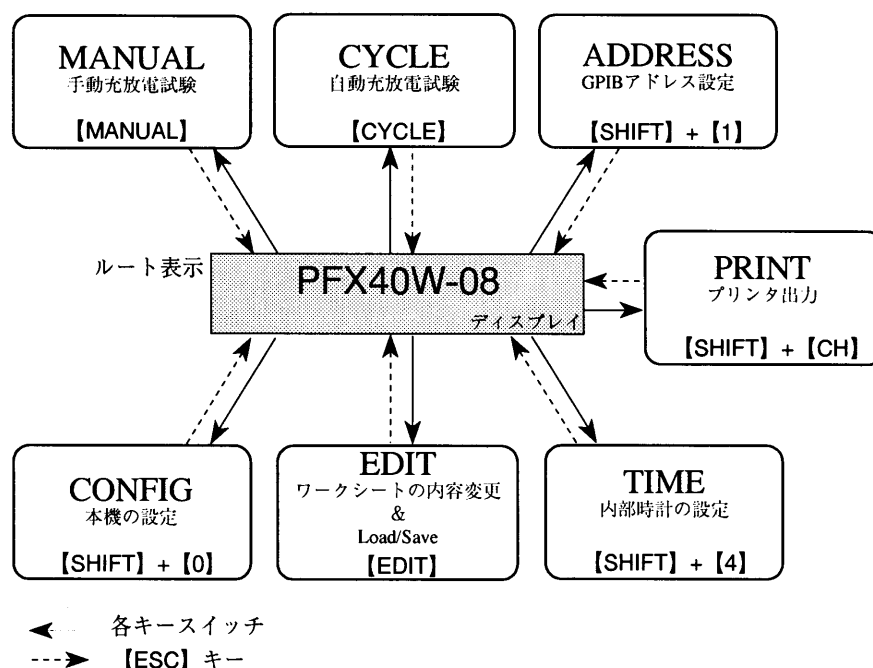 MANUAL
手動充放電試験
【MANUAL】
CYCLE
自動充放電試験
【CYCLE】
ADDRESS
GPIBアドレス設定
【SHIFT】+【1】
ルート表示
PFX40W-08
ディスプレイ
PRINT
プリンタ出力
【SHIFT】+【CH】
CONFIG
本機の設定
【SHIFT】+【0】
EDIT
ワークシートの内容変更
&
Load/Save
【EDIT】
TIME
内部時計の設定
【SHIFT】+【4】
各キースイッチ
【ESC】キー